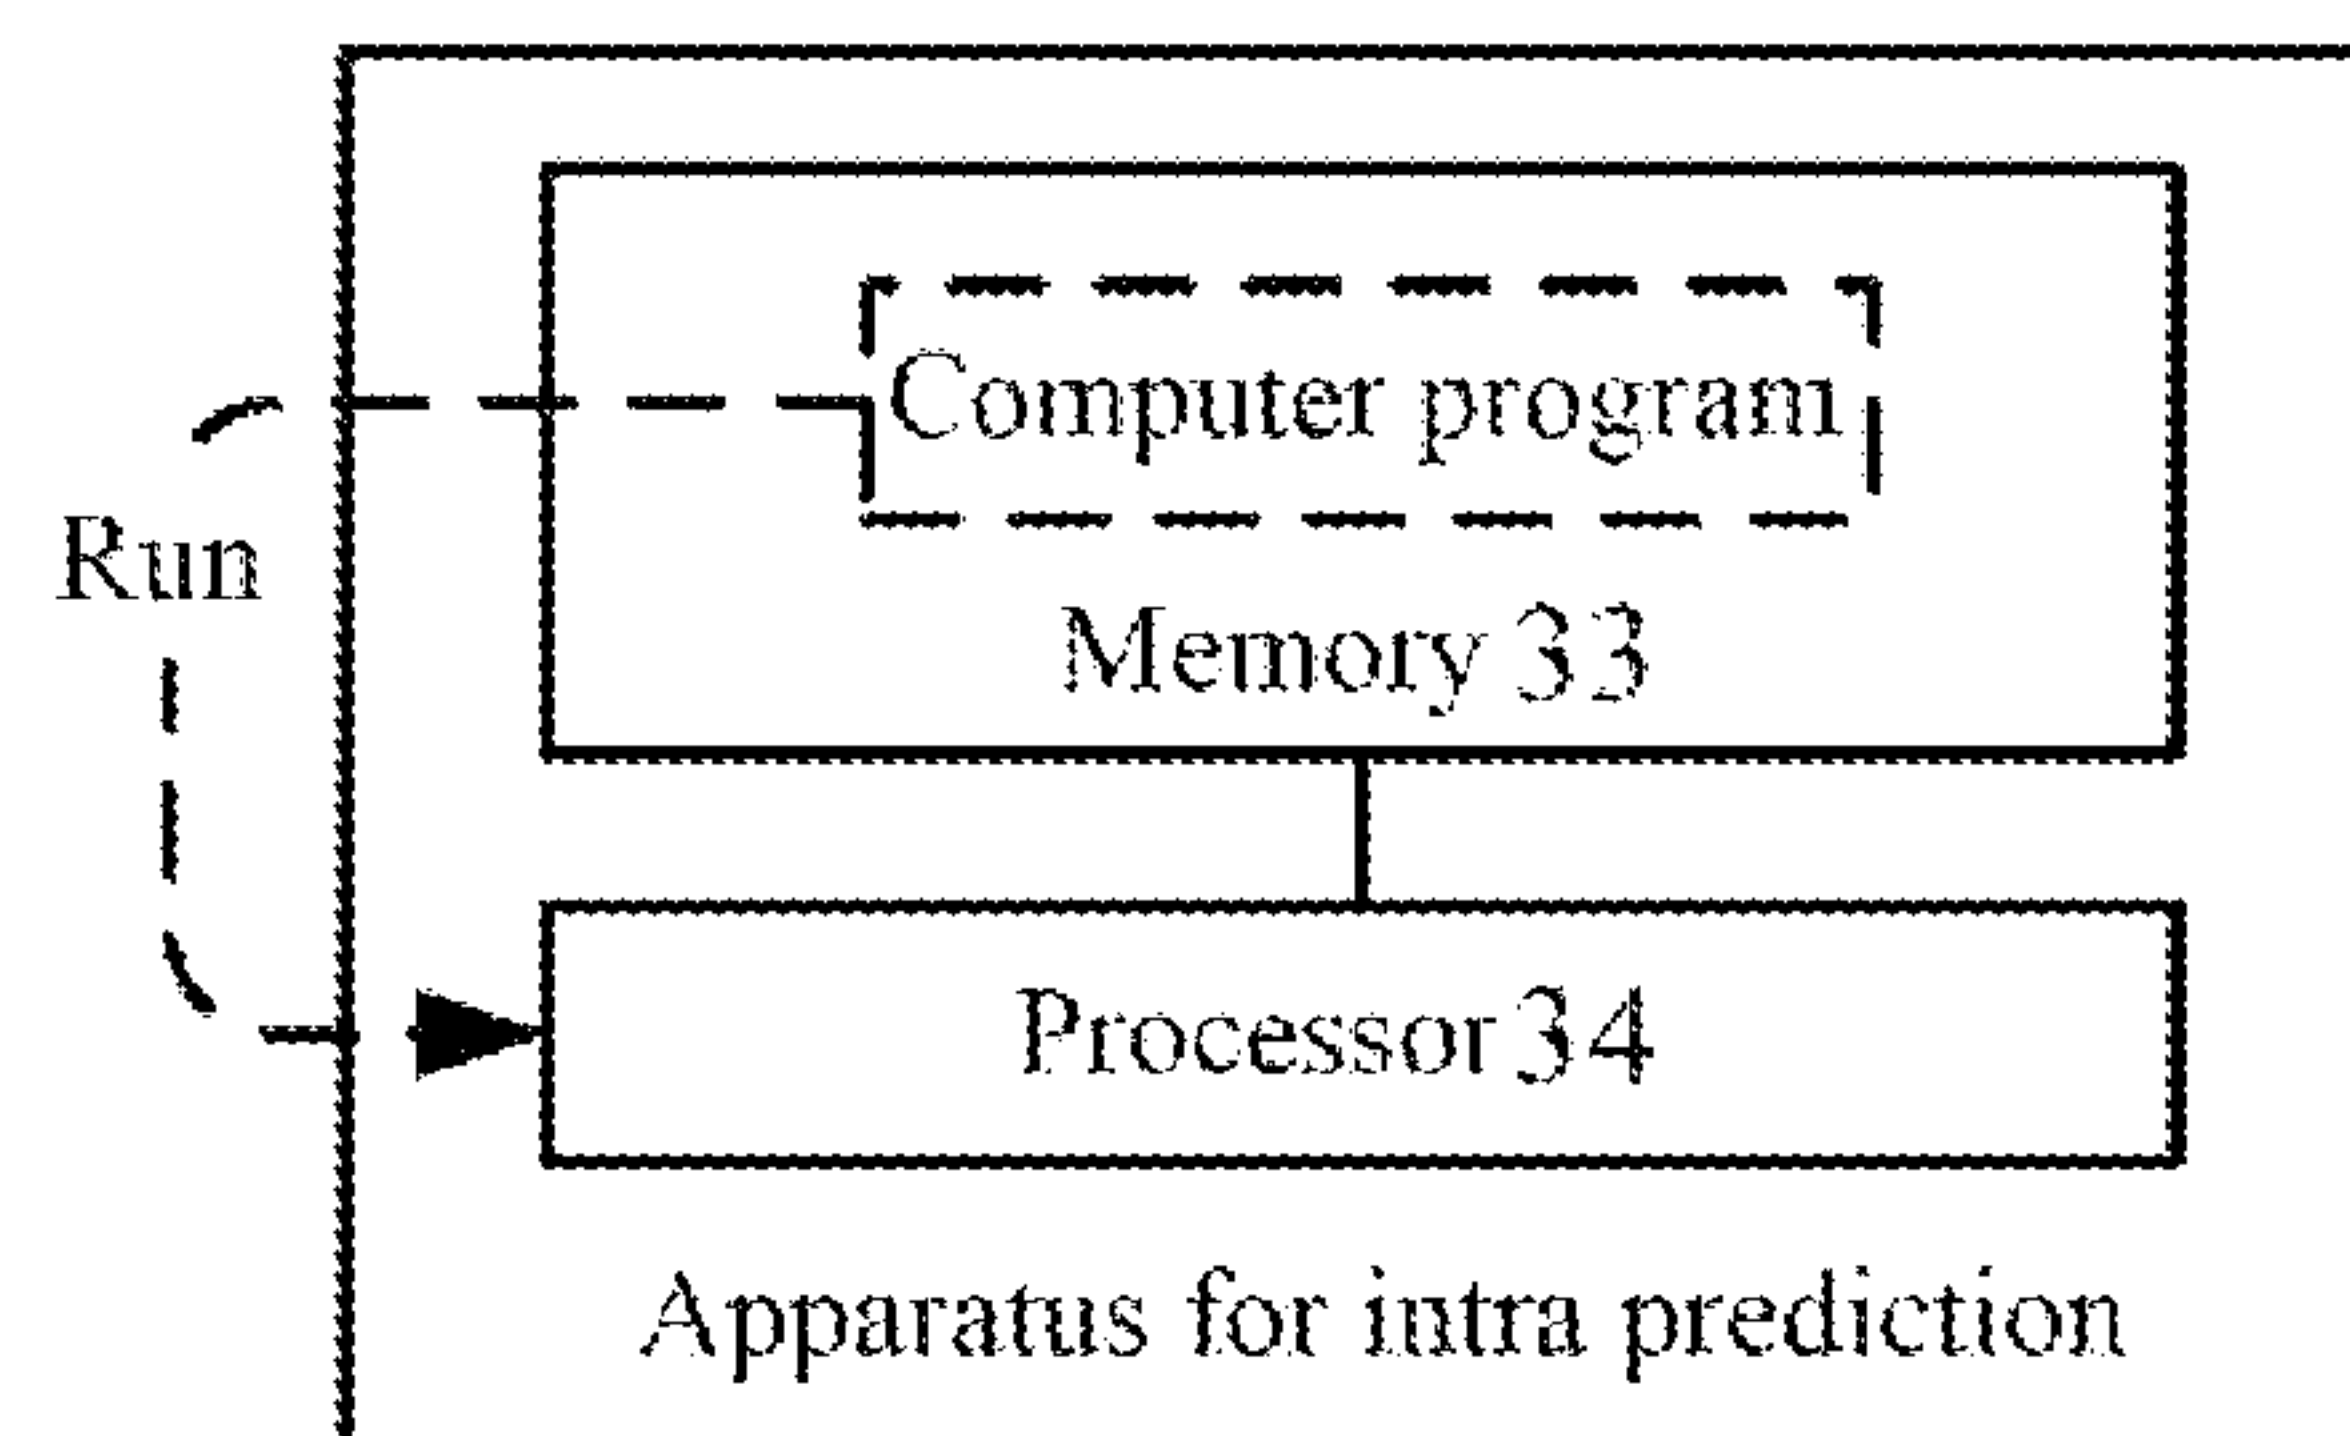 Computer program
Run
Memory 33
Processor 34
Apparatus for intra prediction